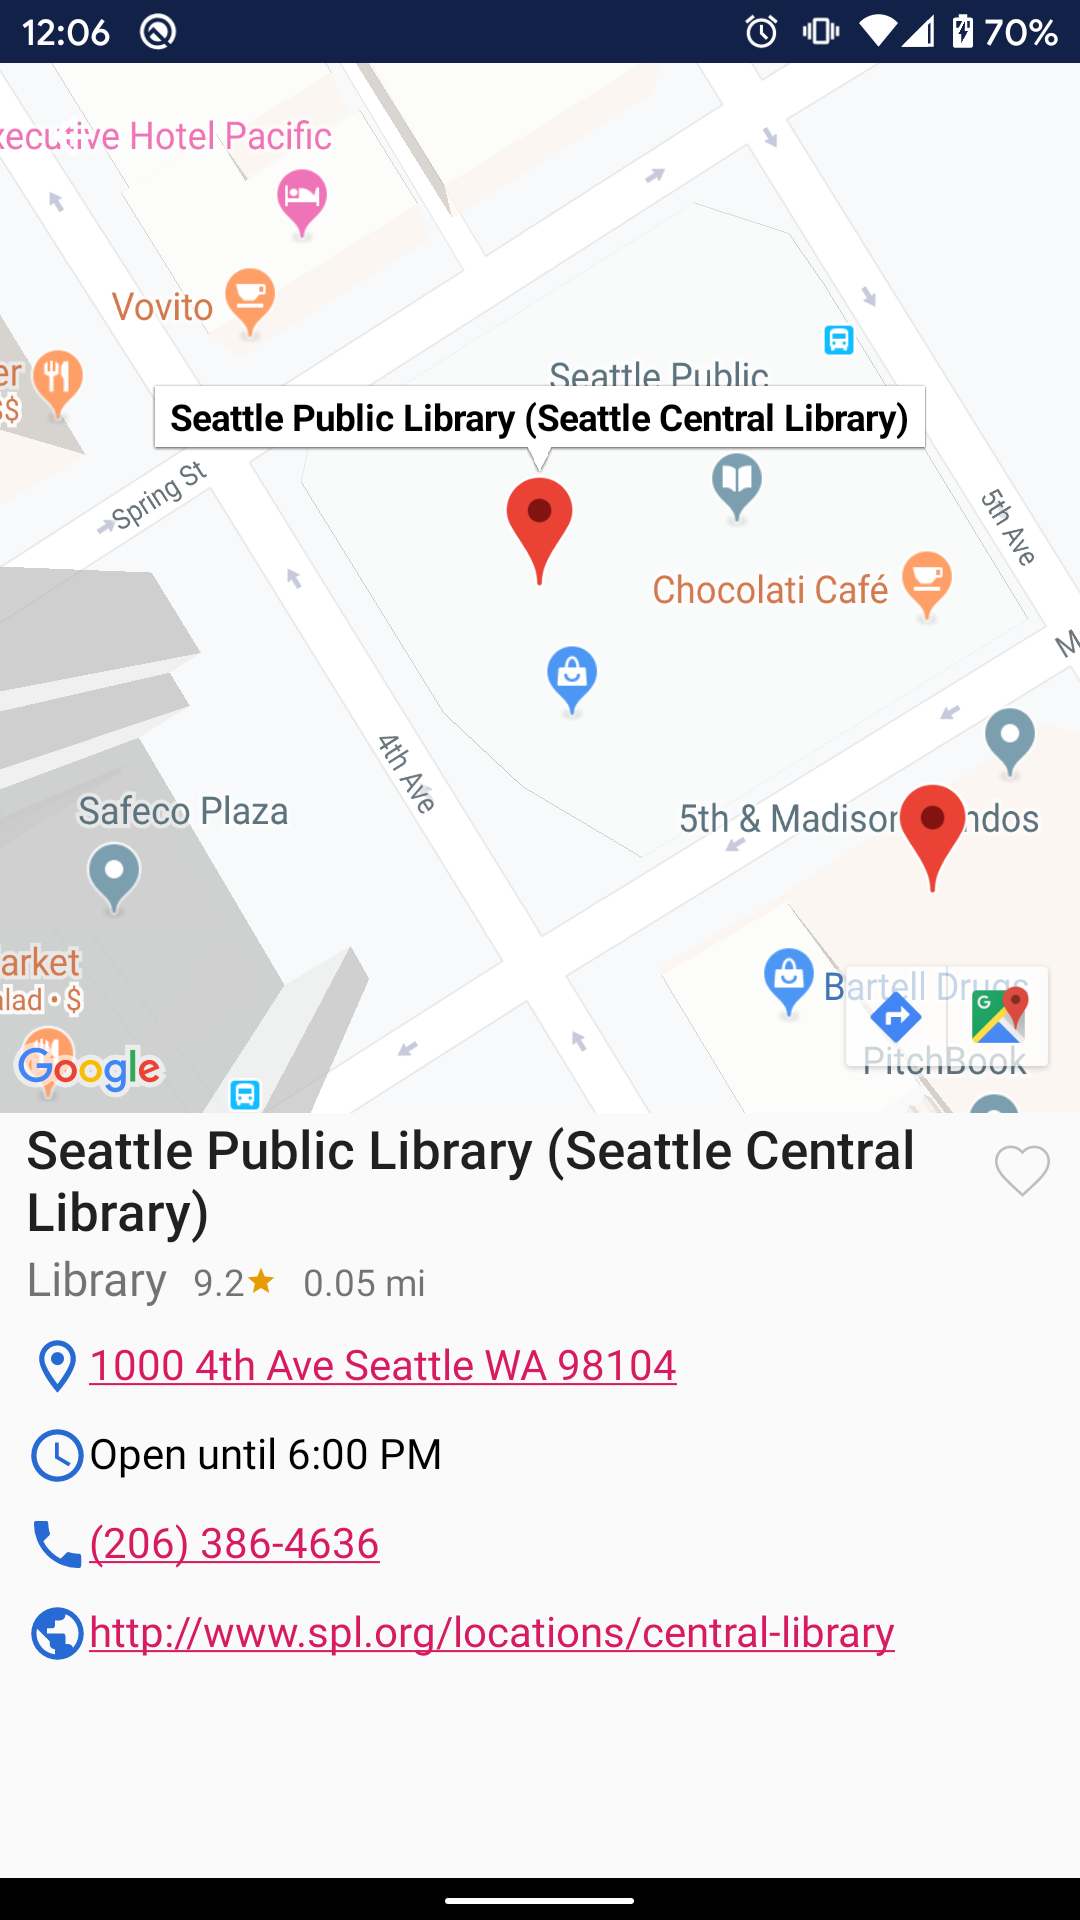 12:06
70%
xecutive Hotel Pacific
Vovito
er
$$
Seattle Public
Seattle Public Library (Seattle Central Library)
Spring St
5th Ave
Chocolati Café
M
4th Ave
Safeco Plaza
5th & Madison ndos
arket
alad • $
Bartell Drugs
G
PitchBook
Google
Seattle Public Library (Seattle Central
Library)
Library 9.2★ 0.05 mi
1000 4th Ave Seattle WA 98104
Open until 6:00 PM
(206) 386-4636
http://www.spl.org/locations/central-library